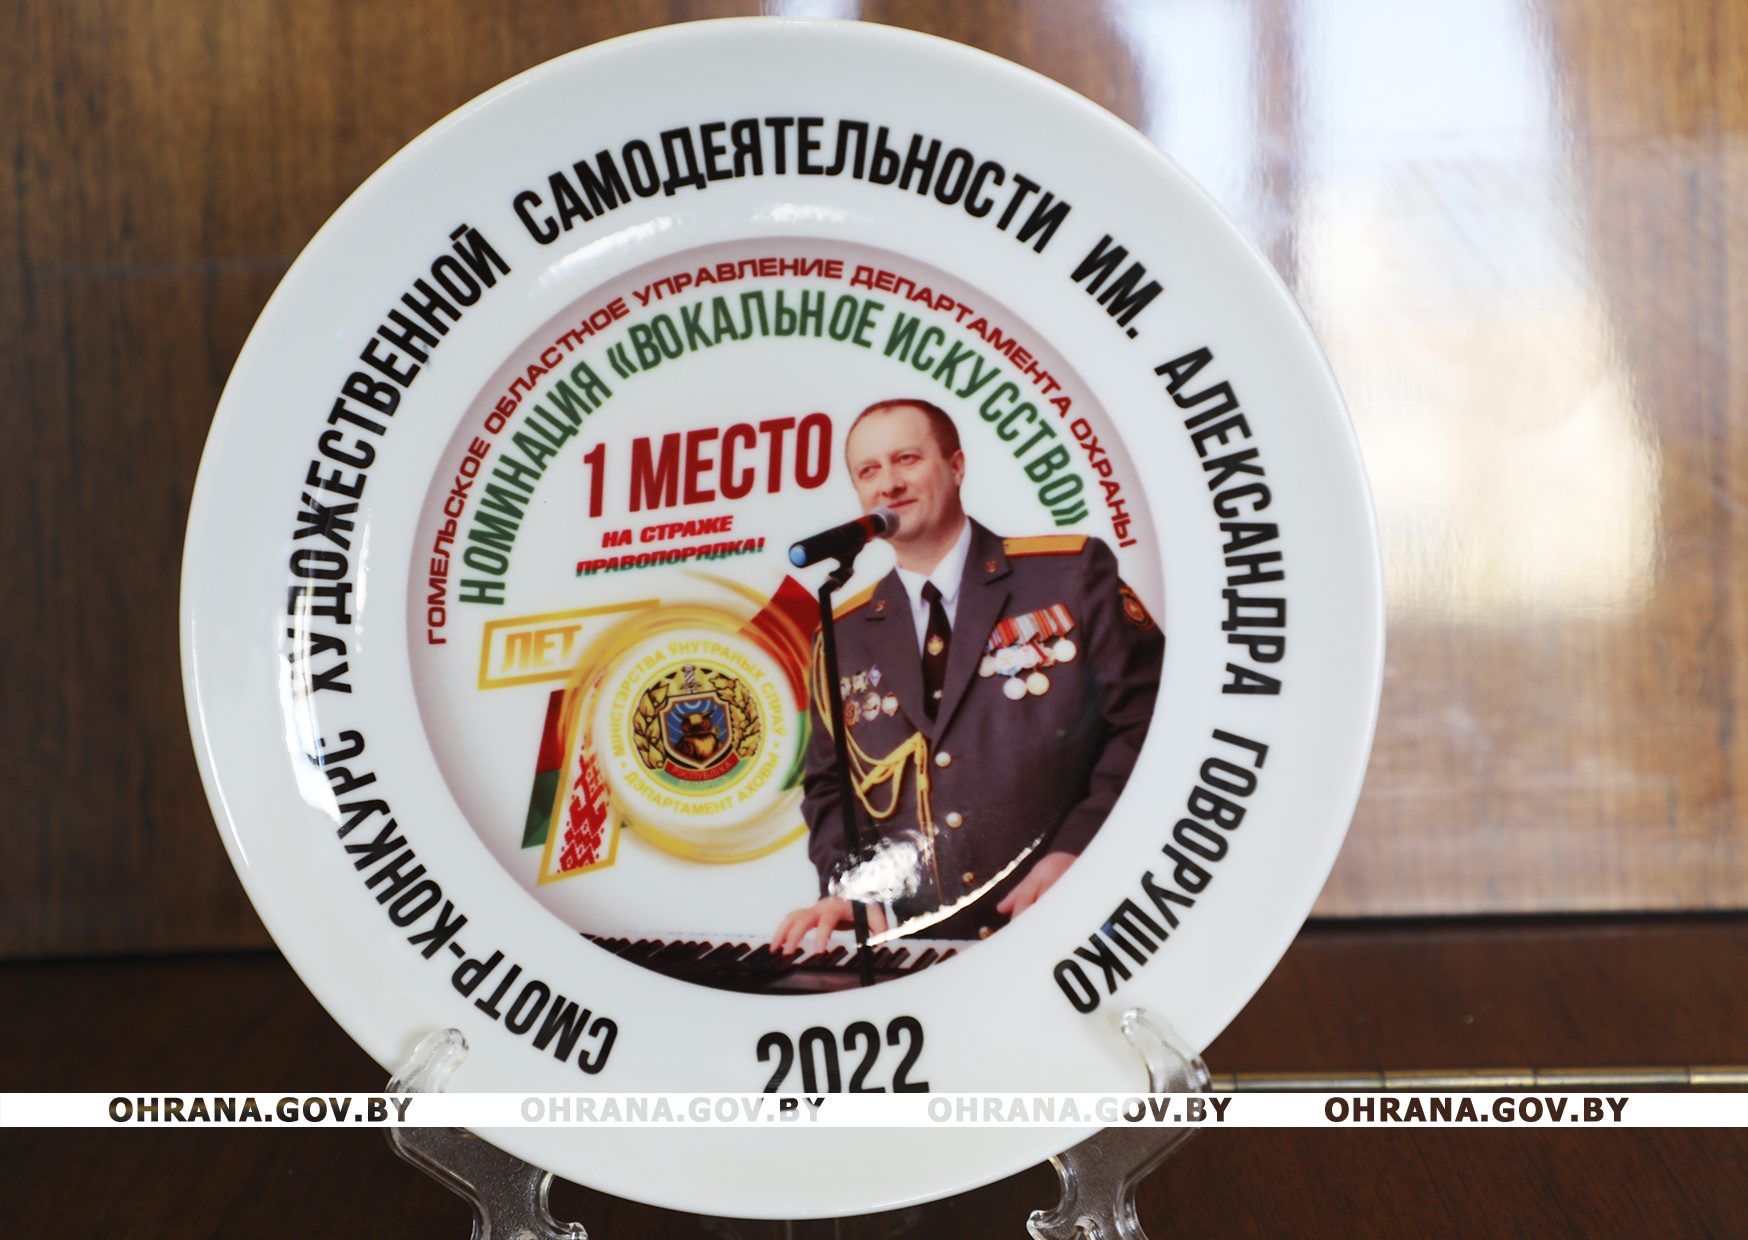 СМОТР-КОНКУРС ХУДОЖЕСТВЕННОЙ САМОДЕЯТЕЛЬНОСТИ ИМ. АЛЕКСАНДРА ГОВОРУШКО
ГОМЕЛЬСКОЕ ОБЛАСТНОЕ УПРАВЛЕНИЕ ДЕПАРТАМЕНТА ОХРАНЫ
НОМИНАЦИЯ «ВОКАЛЬНОЕ ИСКУССТВО»
1 МЕСТО
НА СТРАЖЕ
ПРАВОПОРЯДКА!
70 ЛЕТ
МІНІСТЭРСТВА ЎНУТРАНЫХ СПРАЎ
ДЭПАРТАМЕНТ АХОВЫ
РЭСПУБЛІКА
2022
OHRANA.GOV.BY OHRANA.GOV.BY OHRANA.GOV.BY OHRANA.GOV.BY